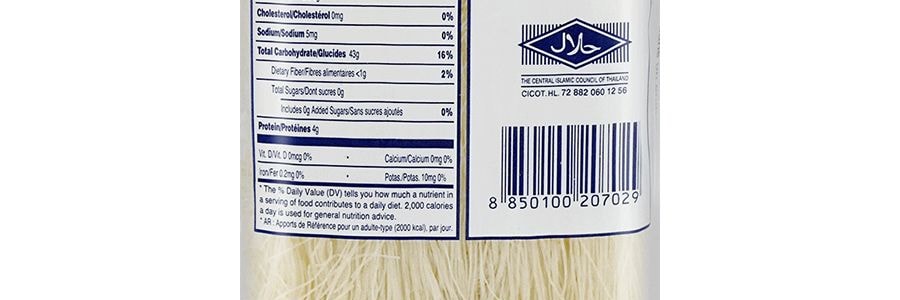 Cholesterol/Cholestérol 0mg 0%
Sodium/Sodium 5mg 0%
Total Carbohydrate/Glucides 43g 16%
Dietary Fiber/Fibres alimentaires <1g 2%
Total Sugars/Dont sucres 0g
Includes 0g Added Sugars/Sans sucres ajoutés 0%
Protein/Protéines 4g
Vit. D/Vit. D 0mcg 0% • Calcium/Calcium 0mg 0%
Iron/Fer 0.2mg 0% • Potas./Potas. 10mg 0%
* The % Daily Value (DV) tells you how much a nutrient in
a serving of food contributes to a daily diet. 2,000 calories
a day is used for general nutrition advice.
* AR : Apports de Référence pour un adulte-type (2000 kcal), par jour.
حلال
THE CENTRAL ISLAMIC COUNCIL OF THAILAND
CICOT.HL. 72 882 060 12 56
8 850100 207029